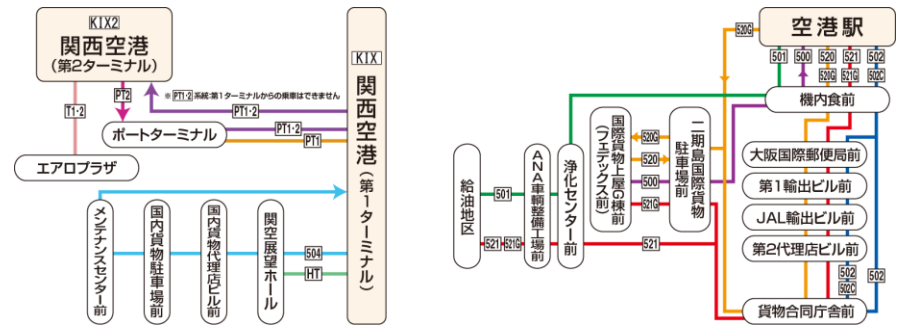 KIX2
関西空港
(第2ターミナル)
※PT1・2系統:第1ターミナルからの乗車はできません
T1・2
PT2
PT1・2
ポートターミナル
PT1・2
PT1
エアロプラザ
KIX
関西空港(第1ターミナル)
メンテナンスセンター前
国内貨物駐車場前
国内貨物代理店ビル前
関空展望ホール
504
HT
空港駅
520G
501
500
520
520G
521
521G
502
502C
機内食前
大阪国際郵便局前
第1輸出ビル前
JAL輸出ビル前
第2代理店ビル前
502
502C
502
貨物合同庁舎前
給油地区
501
521
521G
ANA車輌整備工場前
浄化センター前
国際貨物上屋G棟前
(フェデックス前)
520G
520
500
521G
二期島国際貨物
駐車場前
521